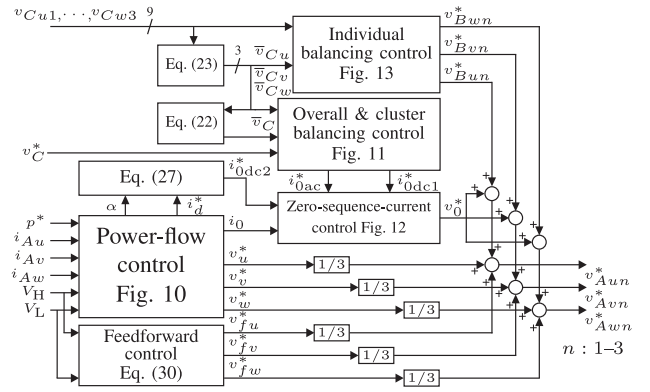 v_{Cu1}, ···, v_{Cw3} 9
Individual
balancing control
Fig. 13
v^*_{Bwn}
v^*_{Bvn}
v^*_{Bun}
Eq. (23)
3
\overline{v}_{Cu}
\overline{v}_{Cv}
\overline{v}_{Cw}
Eq. (22)
\overline{v}_C
Overall & cluster
balancing control
Fig. 11
v^*_C
Eq. (27)
i^*_{0dc2}
i^*_{0ac}
i^*_{0dc1}
α
i^*_d
Zero-sequence-current
control Fig. 12
v^*_0
+ + +
+ + +
p^*
i_{Au}
i_{Av}
i_{Aw}
V_H
V_L
Power-flow
control
Fig. 10
i_0
v^*_u 1/3
v^*_v 1/3
v^*_w 1/3
+ + +
+ + +
+ + +
v^*_{Aun}
v^*_{Avn}
v^*_{Awn}
Feedforward
control
Eq. (30)
v^*_{fu} 1/3
v^*_{fv} 1/3
v^*_{fw} 1/3
n : 1–3